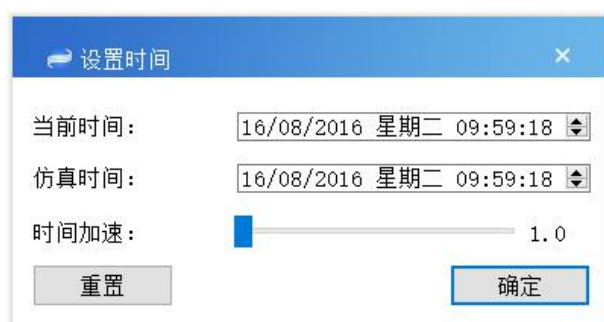 设置时间
当前时间： 16/08/2016 星期二 09:59:18
仿真时间： 16/08/2016 星期二 09:59:18
时间加速： 1.0
重置 确定